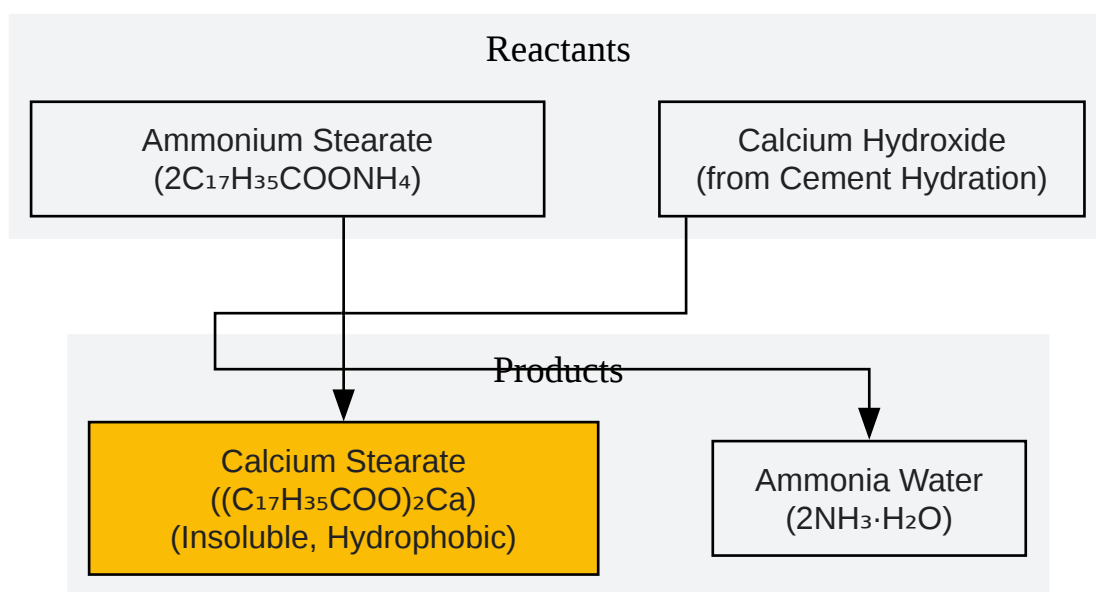 Reactants
Ammonium Stearate
(2C₁₇H₃₅COONH₄)
Calcium Hydroxide
(from Cement Hydration)
Products
Calcium Stearate
((C₁₇H₃₅COO)₂Ca)
(Insoluble, Hydrophobic)
Ammonia Water
(2NH₃·H₂O)